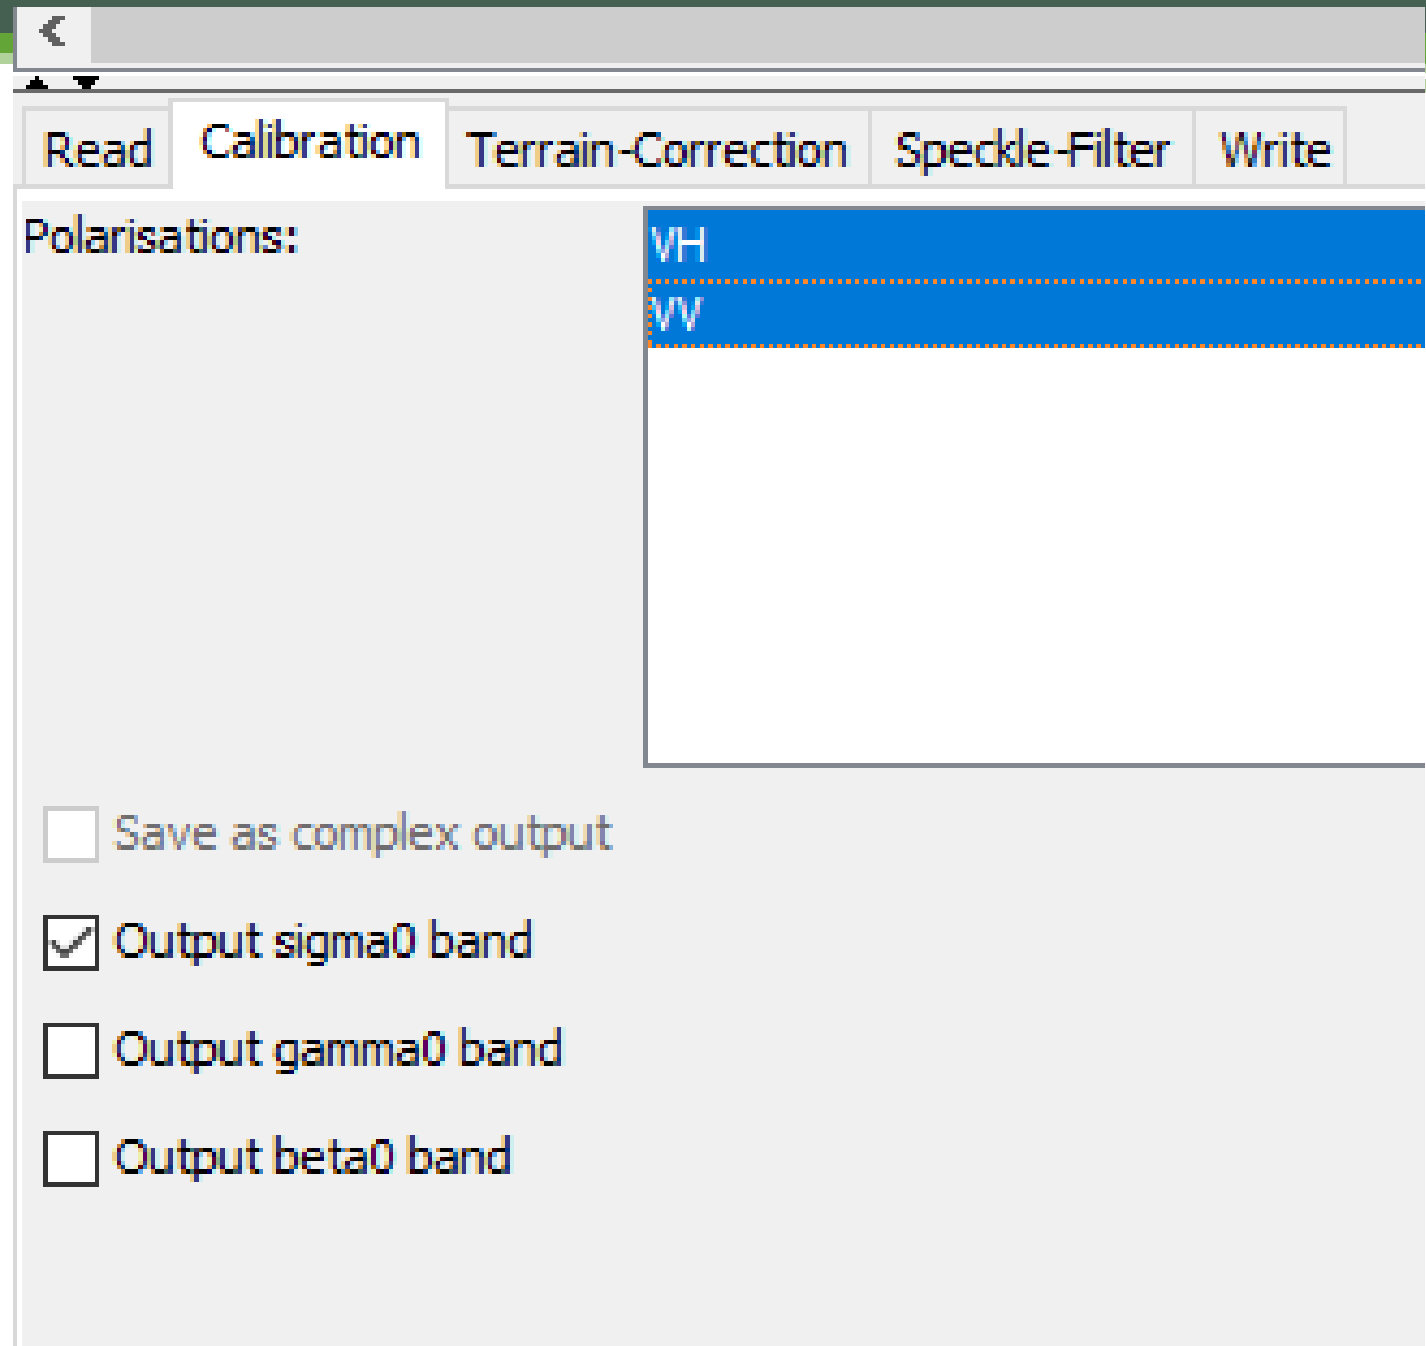 Read Calibration Terrain-Correction Speckle-Filter Write
Polarisations:
VH
VV
Save as complex output
Output sigma0 band
Output gamma0 band
Output beta0 band